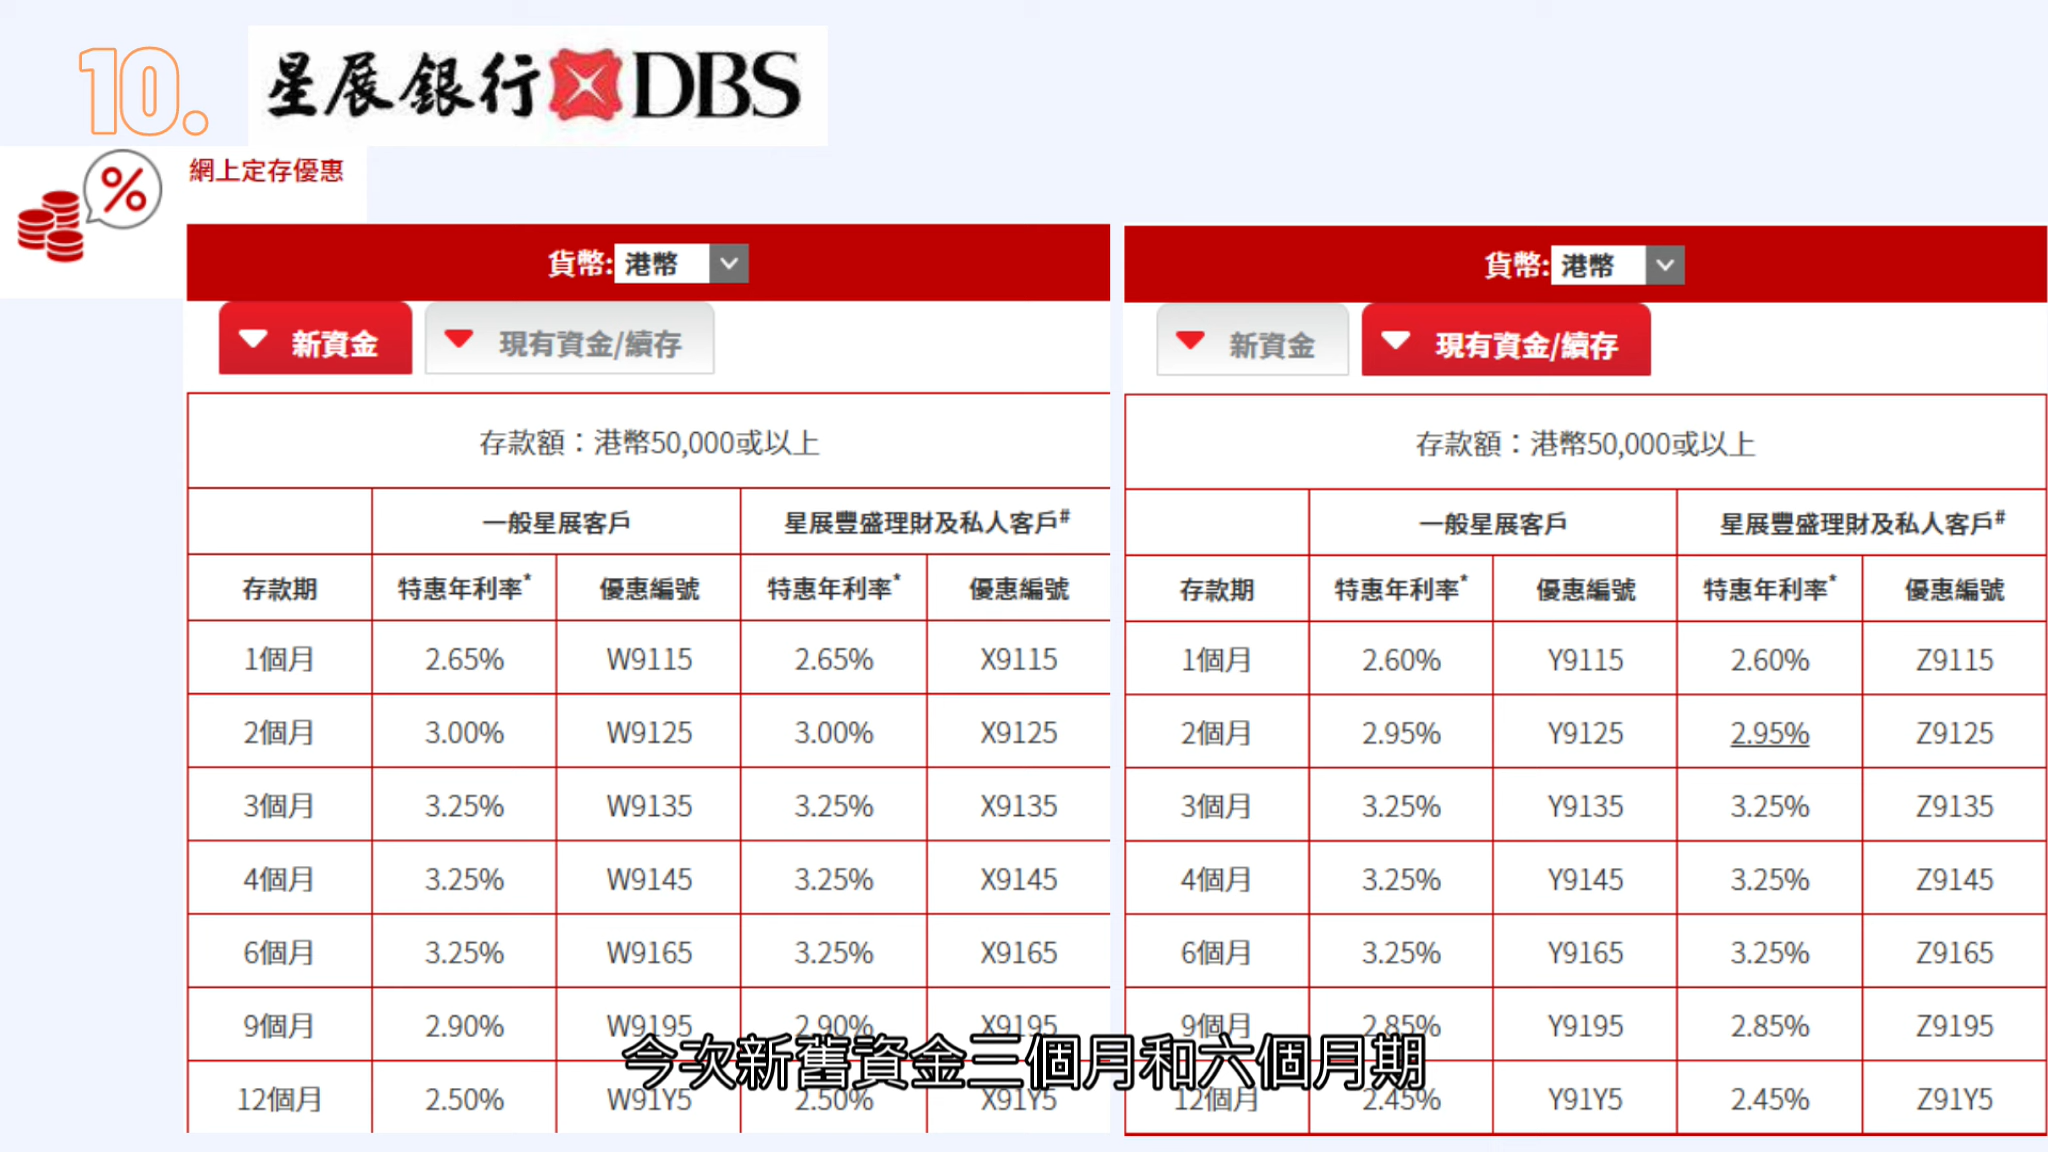 10.
星展銀行 DBS
%
網上定存優惠
貨幣: 港幣
新資金 現有資金/續存
存款額：港幣50,000或以上
一般星展客戶 星展豐盛理財及私人客戶#
存款期 特惠年利率* 優惠編號 特惠年利率* 優惠編號
1個月 2.65% W9115 2.65% X9115
2個月 3.00% W9125 3.00% X9125
3個月 3.25% W9135 3.25% X9135
4個月 3.25% W9145 3.25% X9145
6個月 3.25% W9165 3.25% X9165
9個月 2.90% W9195 2.90% X9195
12個月 2.50% W91Y5 2.50% X91Y5
貨幣: 港幣
新資金 現有資金/續存
存款額：港幣50,000或以上
一般星展客戶 星展豐盛理財及私人客戶#
存款期 特惠年利率* 優惠編號 特惠年利率* 優惠編號
1個月 2.60% Y9115 2.60% Z9115
2個月 2.95% Y9125 2.95% Z9125
3個月 3.25% Y9135 3.25% Z9135
4個月 3.25% Y9145 3.25% Z9145
6個月 3.25% Y9165 3.25% Z9165
9個月 2.85% Y9195 2.85% Z9195
12個月 2.45% Y91Y5 2.45% Z91Y5
今次新舊資金三個月和六個月期